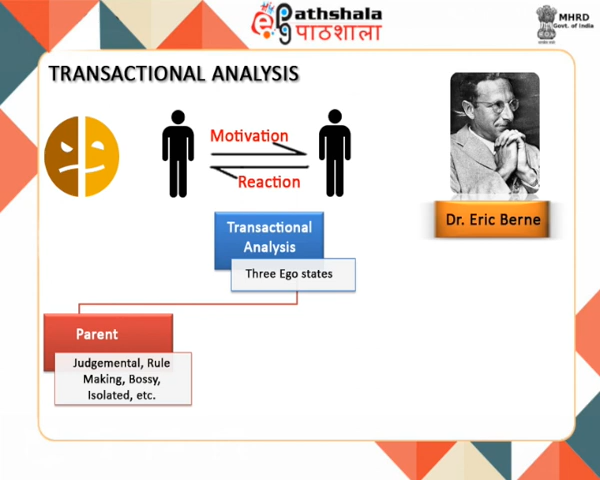 ePG Pathshala
पाठशाला
MHRD
Govt. of India
TRANSACTIONAL ANALYSIS
Motivation
Reaction
Dr. Eric Berne
Transactional
Analysis
Three Ego states
Parent
Judgemental, Rule
Making, Bossy,
Isolated, etc.